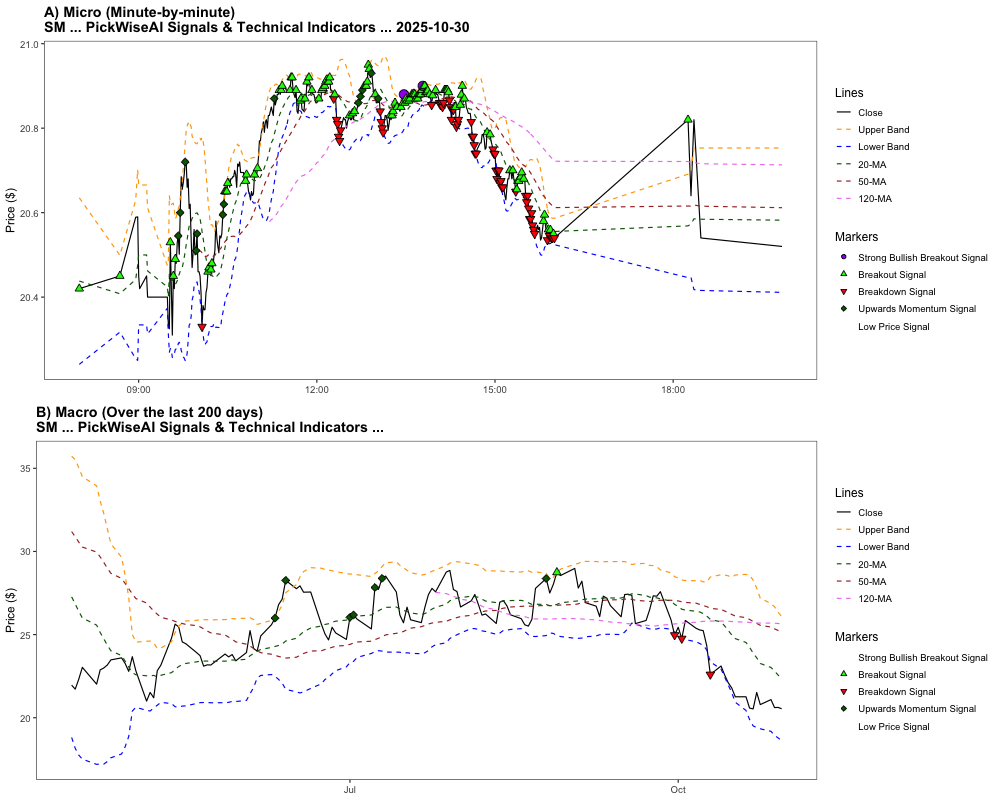 A) Micro (Minute-by-minute)
SM ... PickWiseAI Signals & Technical Indicators ... 2025-10-30
Price ($)
21.0
20.8
20.6
20.4
09:00
12:00
15:00
18:00
Lines
Close
Upper Band
Lower Band
20-MA
50-MA
120-MA
Markers
Strong Bullish Breakout Signal
Breakout Signal
Breakdown Signal
Upwards Momentum Signal
Low Price Signal
B) Macro (Over the last 200 days)
SM ... PickWiseAI Signals & Technical Indicators ...
Price ($)
35
30
25
20
Jul
Oct
Lines
Close
Upper Band
Lower Band
20-MA
50-MA
120-MA
Markers
Strong Bullish Breakout Signal
Breakout Signal
Breakdown Signal
Upwards Momentum Signal
Low Price Signal